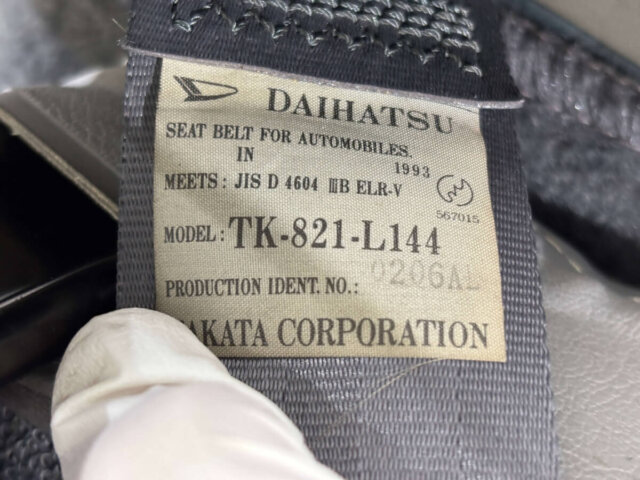 DAIHATSU
SEAT BELT FOR AUTOMOBILES.
IN 1993
MEETS: JIS D 4604 ⅢB ELR-V
567015
MODEL: TK-821-L144
PRODUCTION IDENT. NO.: 0206AL
CORPORATION